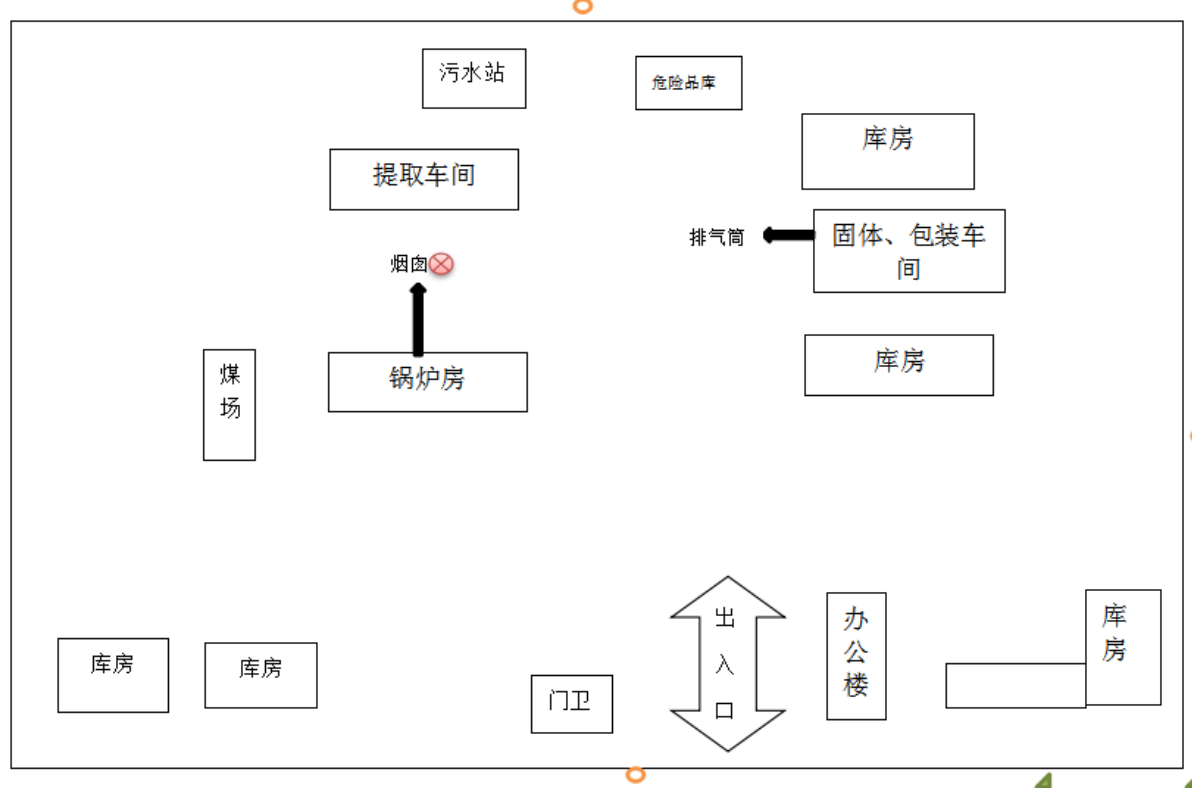 污水站
危险品库
库房
提取车间
排气筒
固体、包装车
间
烟囱
库房
煤
场
锅炉房
出
入
口
办
公
楼
库
房
库房
库房
门卫